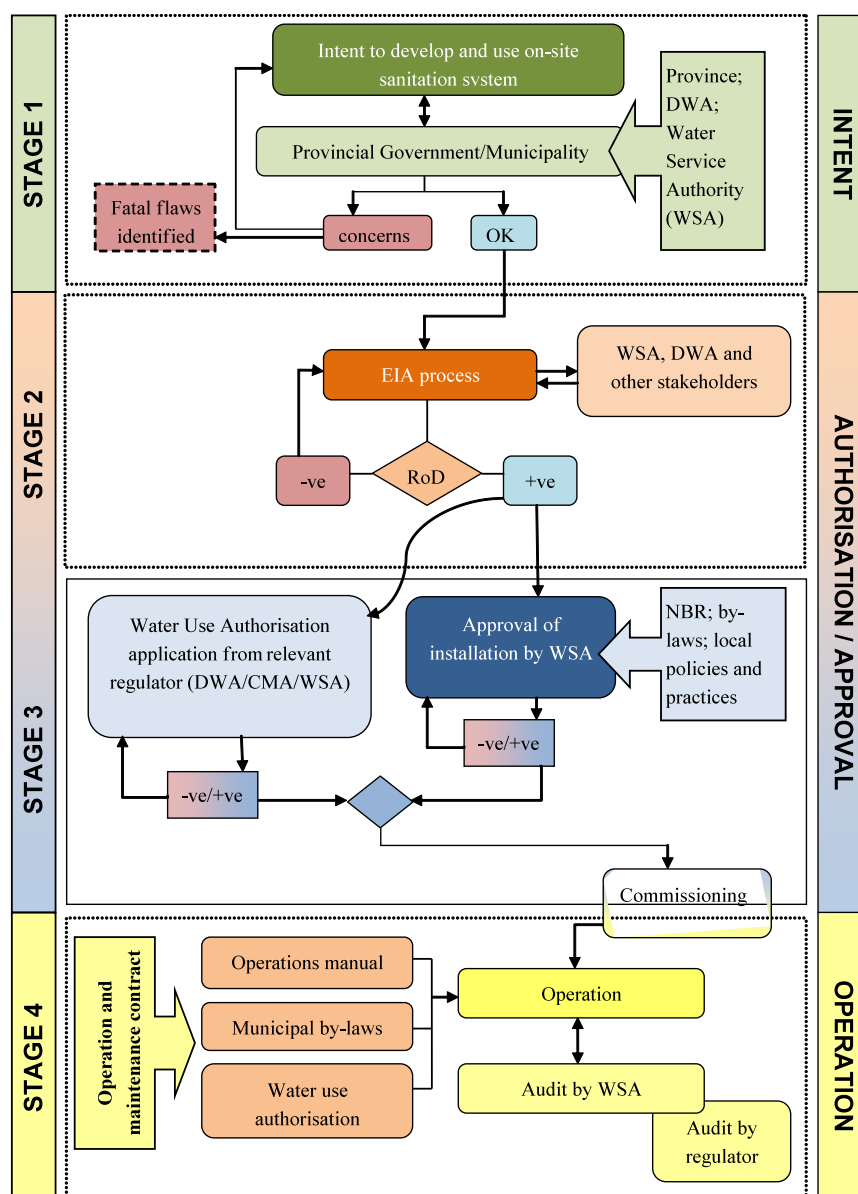 STAGE 1
INTENT
Intent to develop and use on-site
sanitation system
Provincial Government/Municipality
Province;
DWA;
Water
Service
Authority
(WSA)
Fatal flaws
identified
concerns
OK
STAGE 2
AUTHORISATION / APPROVAL
EIA process
WSA, DWA and
other stakeholders
-ve
RoD
+ve
STAGE 3
Water Use Authorisation
application from relevant
regulator (DWA/CMA/WSA)
Approval of
installation by WSA
NBR; by-
laws; local
policies and
practices
-ve/+ve
-ve/+ve
Commissioning
STAGE 4
OPERATION
Operation and
maintenance contract
Operations manual
Municipal by-laws
Water use
authorisation
Operation
Audit by WSA
Audit by
regulator